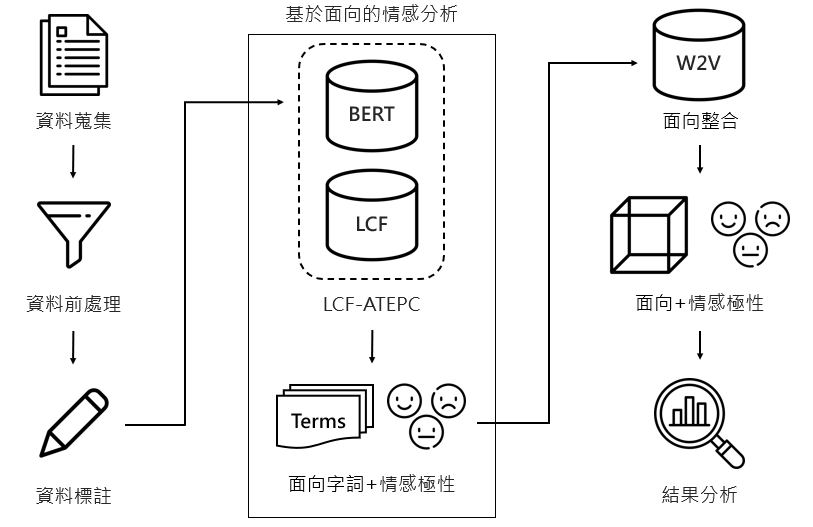 資料蒐集
資料前處理
資料標註
基於面向的情感分析
BERT
LCF
LCF-ATEPC
Terms
面向字詞+情感極性
W2V
面向整合
面向+情感極性
結果分析